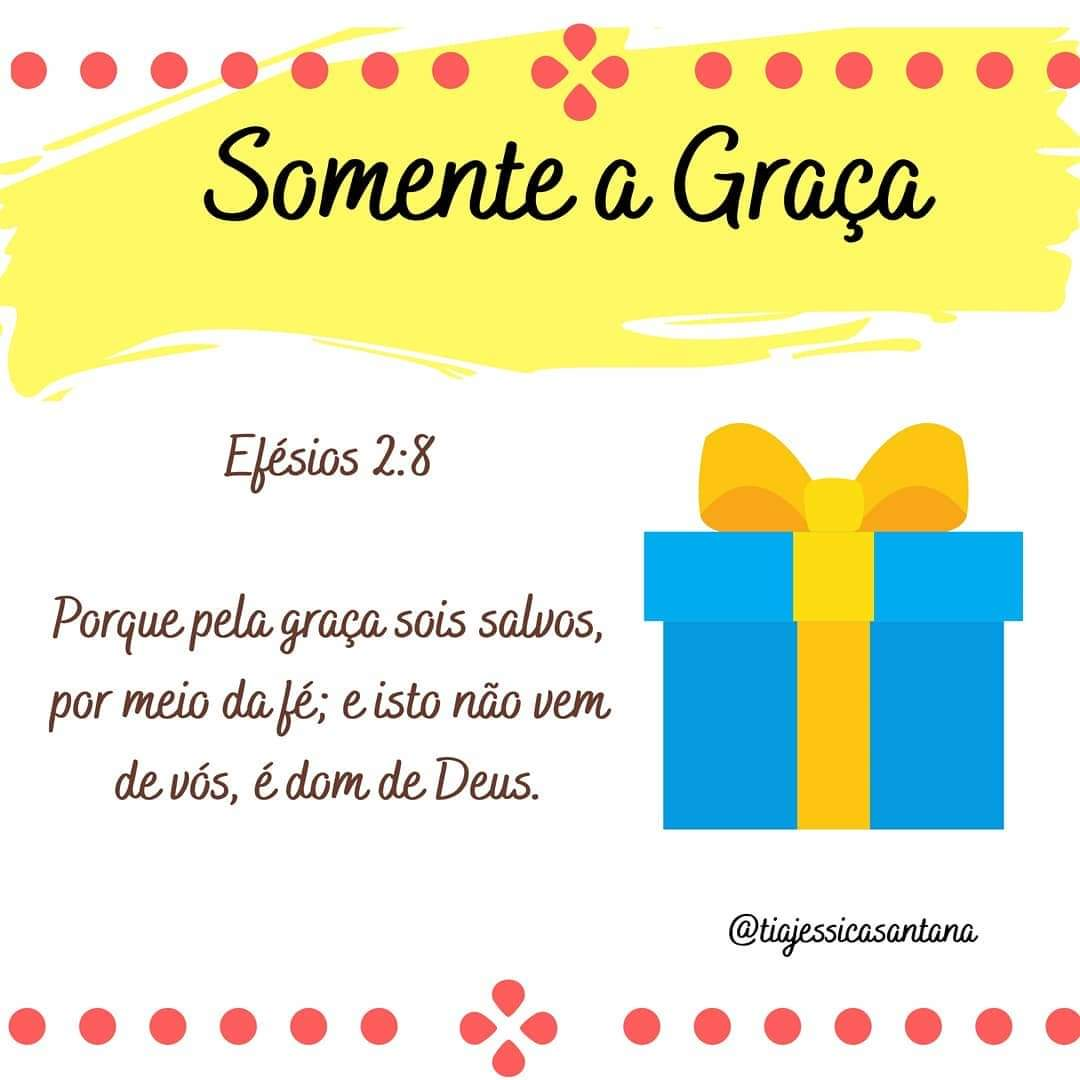 Somente a Graça
Efésios 2:8
Porque pela graça sois salvos,
por meio da fé; e isto não vem
de vós, é dom de Deus.
@tiajessicasantana